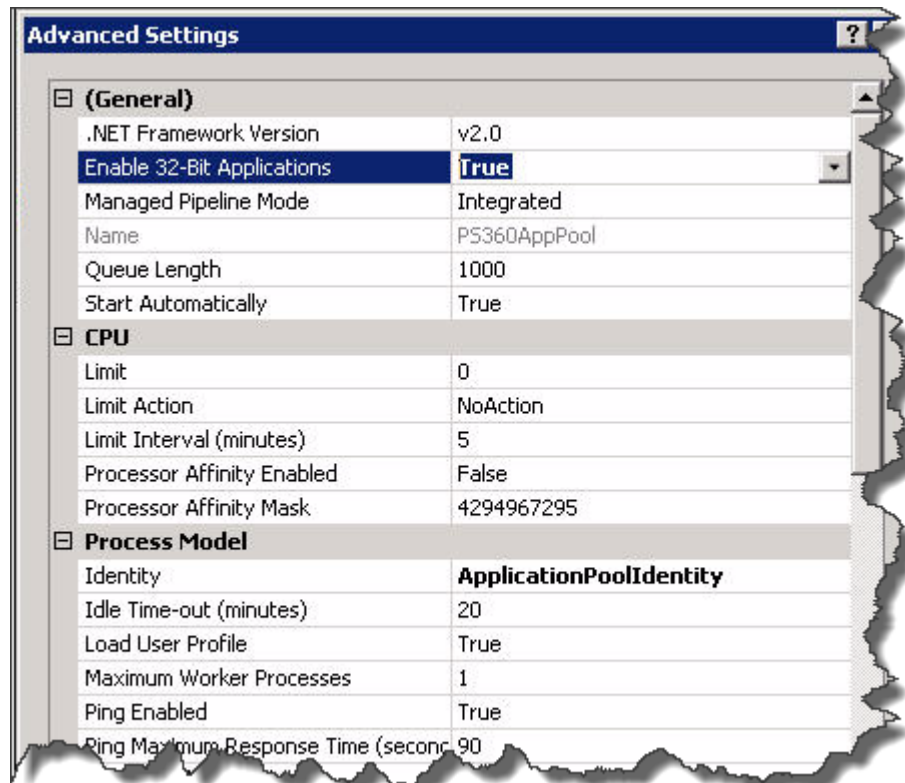 Advanced Settings ?
(General)
.NET Framework Version v2.0
Enable 32-Bit Applications True
Managed Pipeline Mode Integrated
Name PS360AppPool
Queue Length 1000
Start Automatically True
CPU
Limit 0
Limit Action NoAction
Limit Interval (minutes) 5
Processor Affinity Enabled False
Processor Affinity Mask 4294967295
Process Model
Identity ApplicationPoolIdentity
Idle Time-out (minutes) 20
Load User Profile True
Maximum Worker Processes 1
Ping Enabled True
Ping Maximum Response Time (secon 90